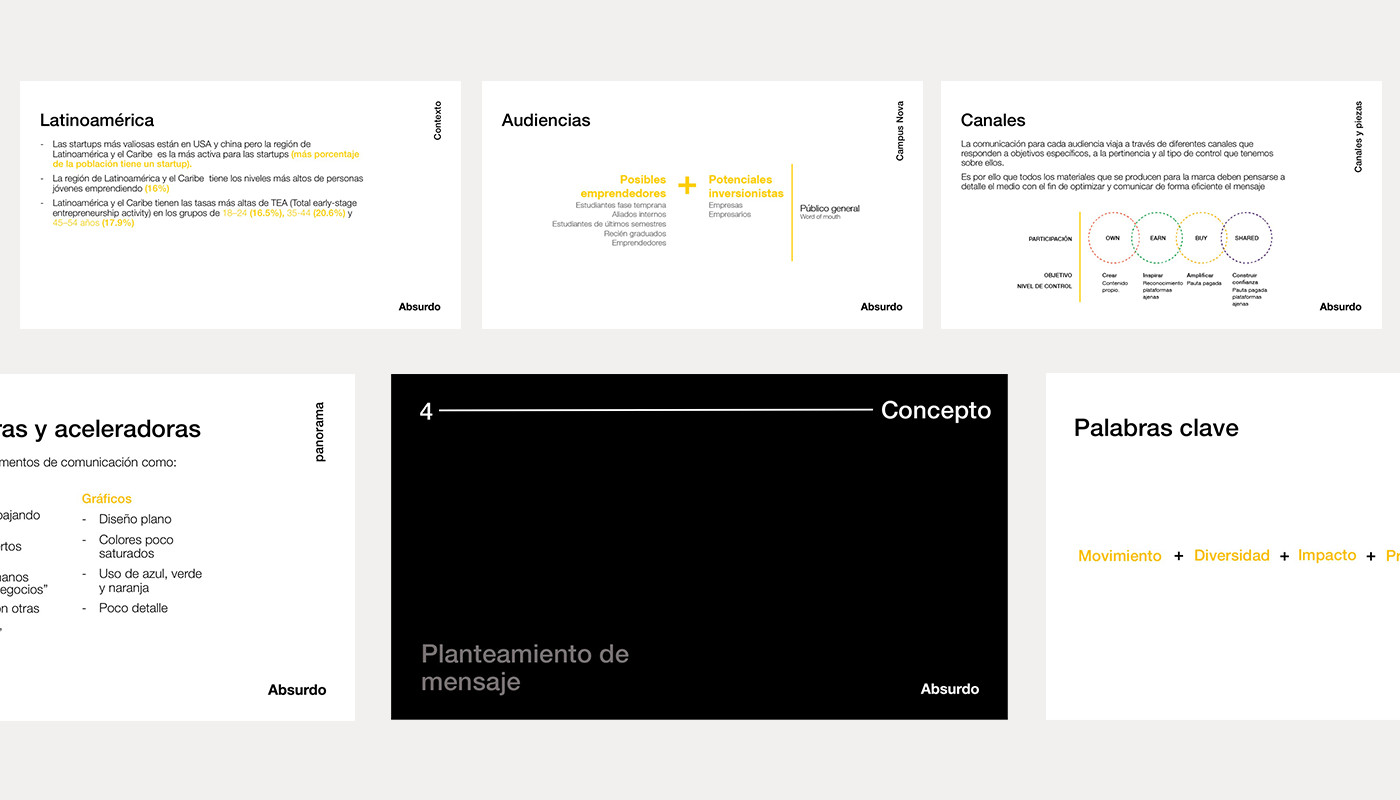 Latinoamérica
Contexto
- Las startups más valiosas están en USA y china pero la región de
Latinoamérica y el Caribe es la más activa para las startups (más porcentaje
de la población tiene un startup).
- La región de Latinoamérica y el Caribe tiene los niveles más altos de personas
jóvenes emprendiendo (16%)
- Latinoamérica y el Caribe tienen las tasas más altas de TEA (Total early-stage
entrepreneurship activity) en los grupos de 18–24 (16.5%), 35-44 (20.6%) y
45–54 años (17.9%)
Absurdo
Audiencias
Campus Nova
Posibles
emprendedores
Estudiantes fase temprana
Aliados internos
Estudiantes de últimos semestres
Recién graduados
Emprendedores
+
Potenciales
inversionistas
Empresas
Empresarios
Público general
Word of mouth
Absurdo
Canales
Canales y piezas
La comunicación para cada audiencia viaja a través de diferentes canales que
responden a objetivos específicos, a la pertinencia y al tipo de control que tenemos
sobre ellos.
Es por ello que todos los materiales que se producen para la marca deben pensarse a
detalle el medio con el fin de optimizar y comunicar de forma eficiente el mensaje
PARTICIPACIÓN
OWN EARN BUY SHARED
OBJETIVO
NIVEL DE CONTROL
Crear
Contenido
propio.
Inspirar
Reconocimiento
plataformas
ajenas
Amplificar
Pauta pagada
Construir
confianza
Pauta pagada
plataformas
ajenas
Absurdo
ras y aceleradoras
panorama
mentos de comunicación como:
bajando
ertos
manos
egocios”
on otras
Gráficos
- Diseño plano
- Colores poco
saturados
- Uso de azul, verde
y naranja
- Poco detalle
Absurdo
4 Concepto
Planteamiento de
mensaje
Absurdo
Palabras clave
Movimiento + Diversidad + Impacto + Pr